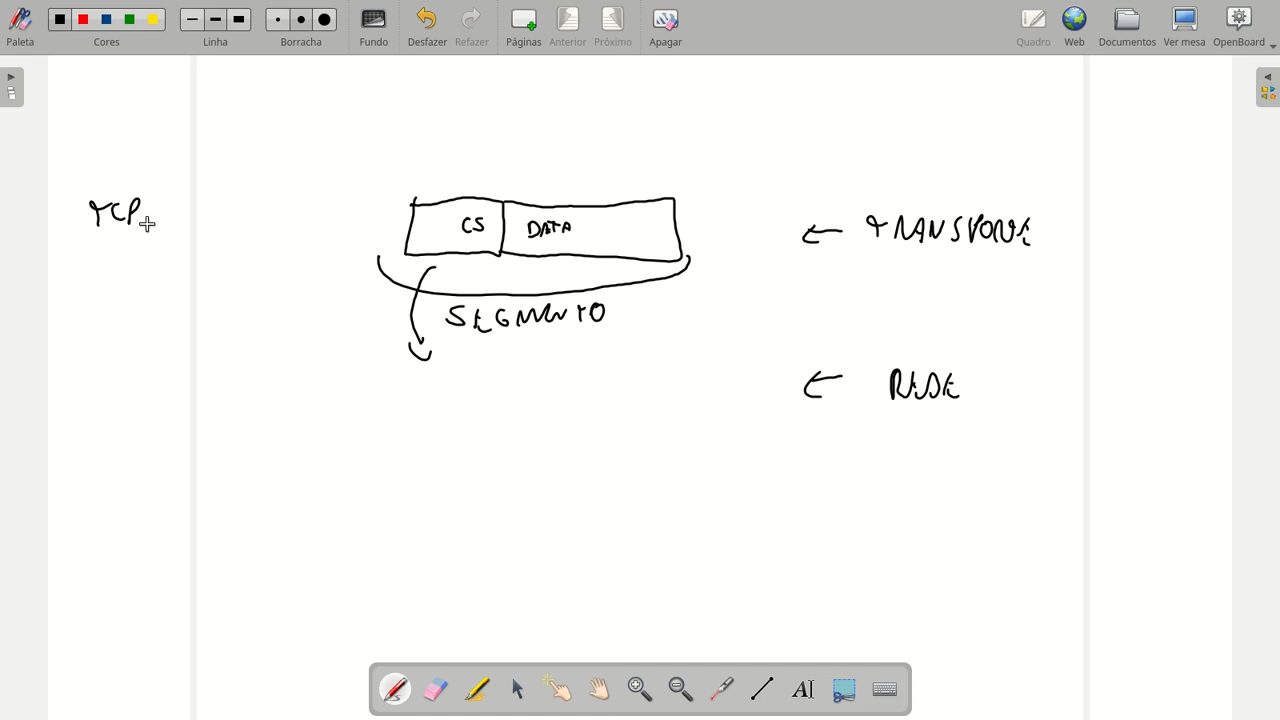 Paleta
Cores
Linha
Borracha
Fundo
Desfazer
Refazer
Páginas
Anterior
Próximo
Apagar
Quadro
Web
Documentos
Ver mesa
OpenBoard
TCP
CS
DATA
TRANSPORTE
SEGMENTO
REDE
AI